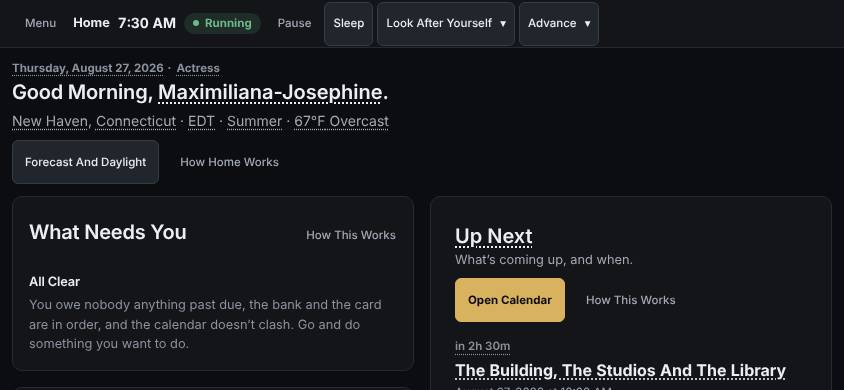 Menu Home 7:30 AM Running Pause Sleep Look After Yourself ▾ Advance ▾
Thursday, August 27, 2026 · Actress
Good Morning, Maximiliana-Josephine.
New Haven, Connecticut · EDT · Summer · 67°F Overcast
Forecast And Daylight How Home Works
What Needs You How This Works
All Clear
You owe nobody anything past due, the bank and the card
are in order, and the calendar doesn't clash. Go and do
something you want to do.
Up Next
What's coming up, and when.
Open Calendar How This Works
in 2h 30m
The Building, The Studios And The Library